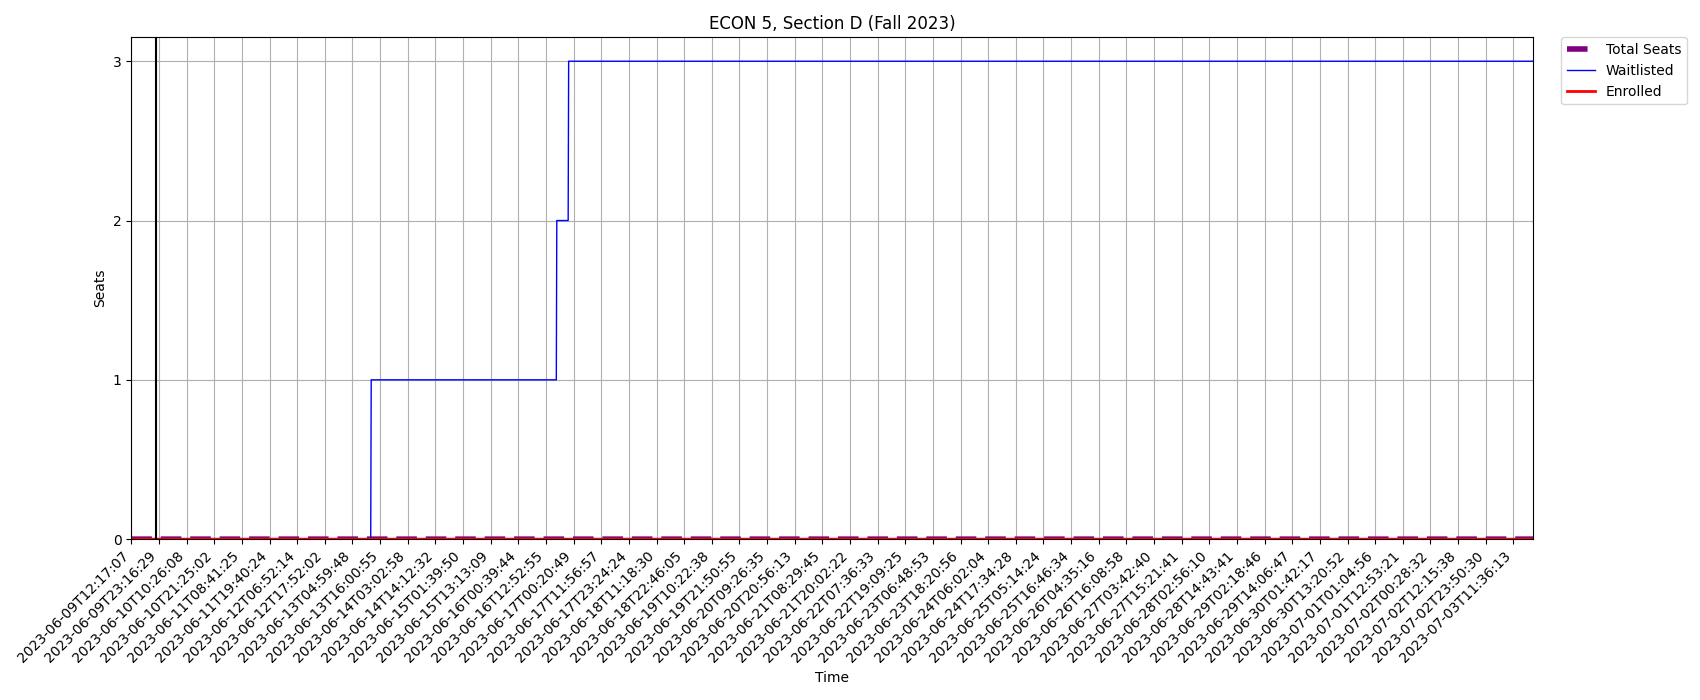 ECON 5, Section D (Fall 2023)
Total Seats
Waitlisted
Enrolled
Seats
3
2
1
0
2023-06-09T12:17:07
2023-06-09T23:16:29
2023-06-10T10:26:08
2023-06-10T21:25:02
2023-06-11T08:41:25
2023-06-11T19:40:24
2023-06-12T06:52:14
2023-06-12T17:52:02
2023-06-13T04:59:48
2023-06-13T16:00:55
2023-06-14T03:02:58
2023-06-14T14:12:32
2023-06-15T01:39:50
2023-06-15T13:13:09
2023-06-16T00:39:44
2023-06-16T12:52:55
2023-06-17T00:20:49
2023-06-17T11:56:57
2023-06-17T23:24:24
2023-06-18T11:18:30
2023-06-18T22:46:05
2023-06-19T10:22:38
2023-06-19T21:50:55
2023-06-20T09:26:35
2023-06-20T20:56:13
2023-06-21T08:29:45
2023-06-21T20:02:22
2023-06-22T07:36:33
2023-06-22T19:09:25
2023-06-23T06:48:53
2023-06-23T18:20:56
2023-06-24T06:02:04
2023-06-24T17:34:28
2023-06-25T05:14:24
2023-06-25T16:46:34
2023-06-26T04:35:16
2023-06-26T16:08:58
2023-06-27T03:42:40
2023-06-27T15:21:41
2023-06-28T02:56:10
2023-06-28T14:43:41
2023-06-29T02:18:46
2023-06-29T14:06:47
2023-06-30T01:42:17
2023-06-30T13:20:52
2023-07-01T01:04:56
2023-07-01T12:53:21
2023-07-02T00:28:32
2023-07-02T12:15:38
2023-07-02T23:50:30
2023-07-03T11:36:13
Time